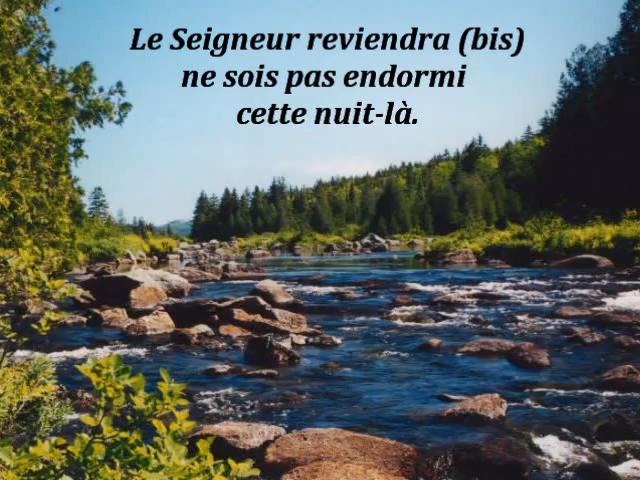 Le Seigneur reviendra (bis)
ne sois pas endormi
cette nuit-là.